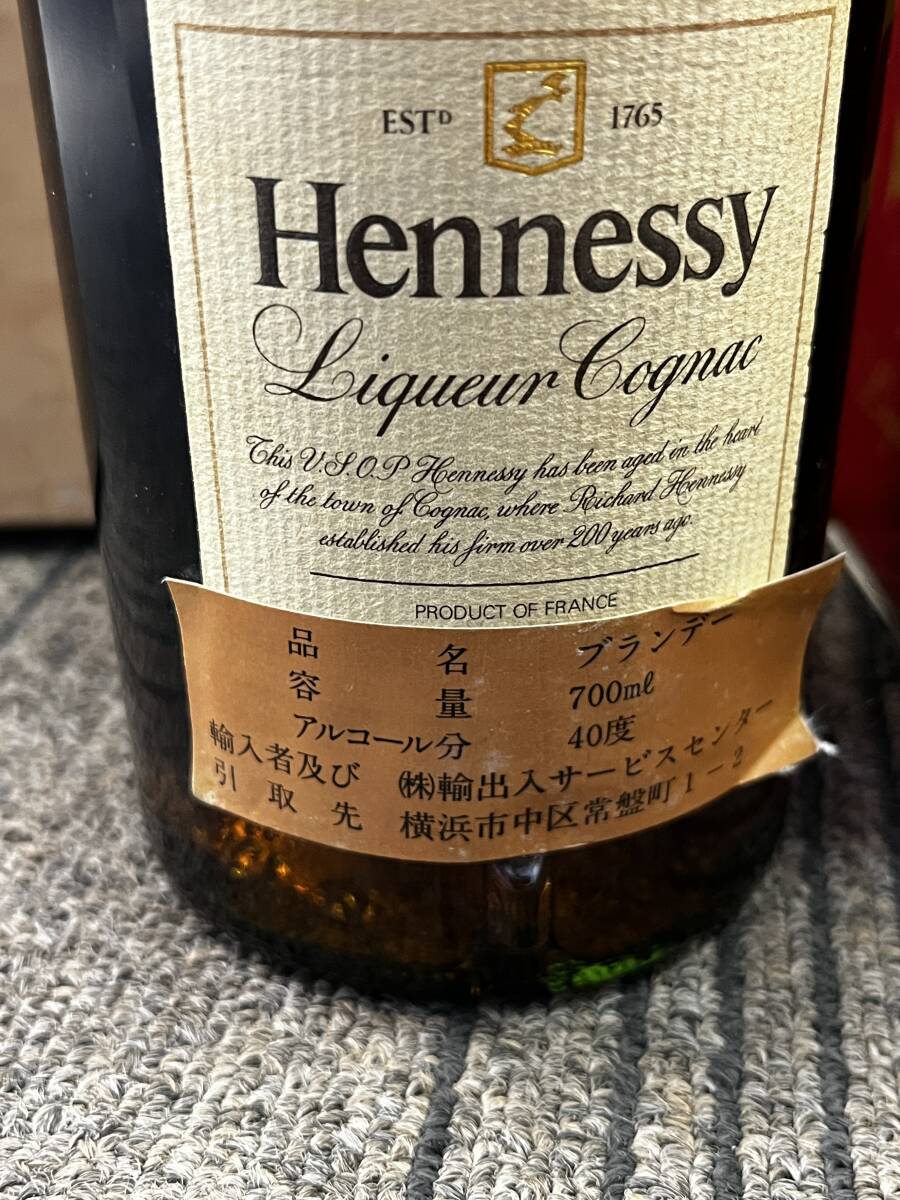 ESTD 1765
Hennessy
Liqueur Cognac
This V.S.O.P Hennessy has been aged in the heart
of the town of Cognac, where Richard Hennessy
established his firm over 200 years ago.
PRODUCT OF FRANCE
品名 ブランデー
容量 700mℓ
アルコール分 40度
輸入者及び ㈱輸出入サービスセンター
引取先 横浜市中区常盤町1-2